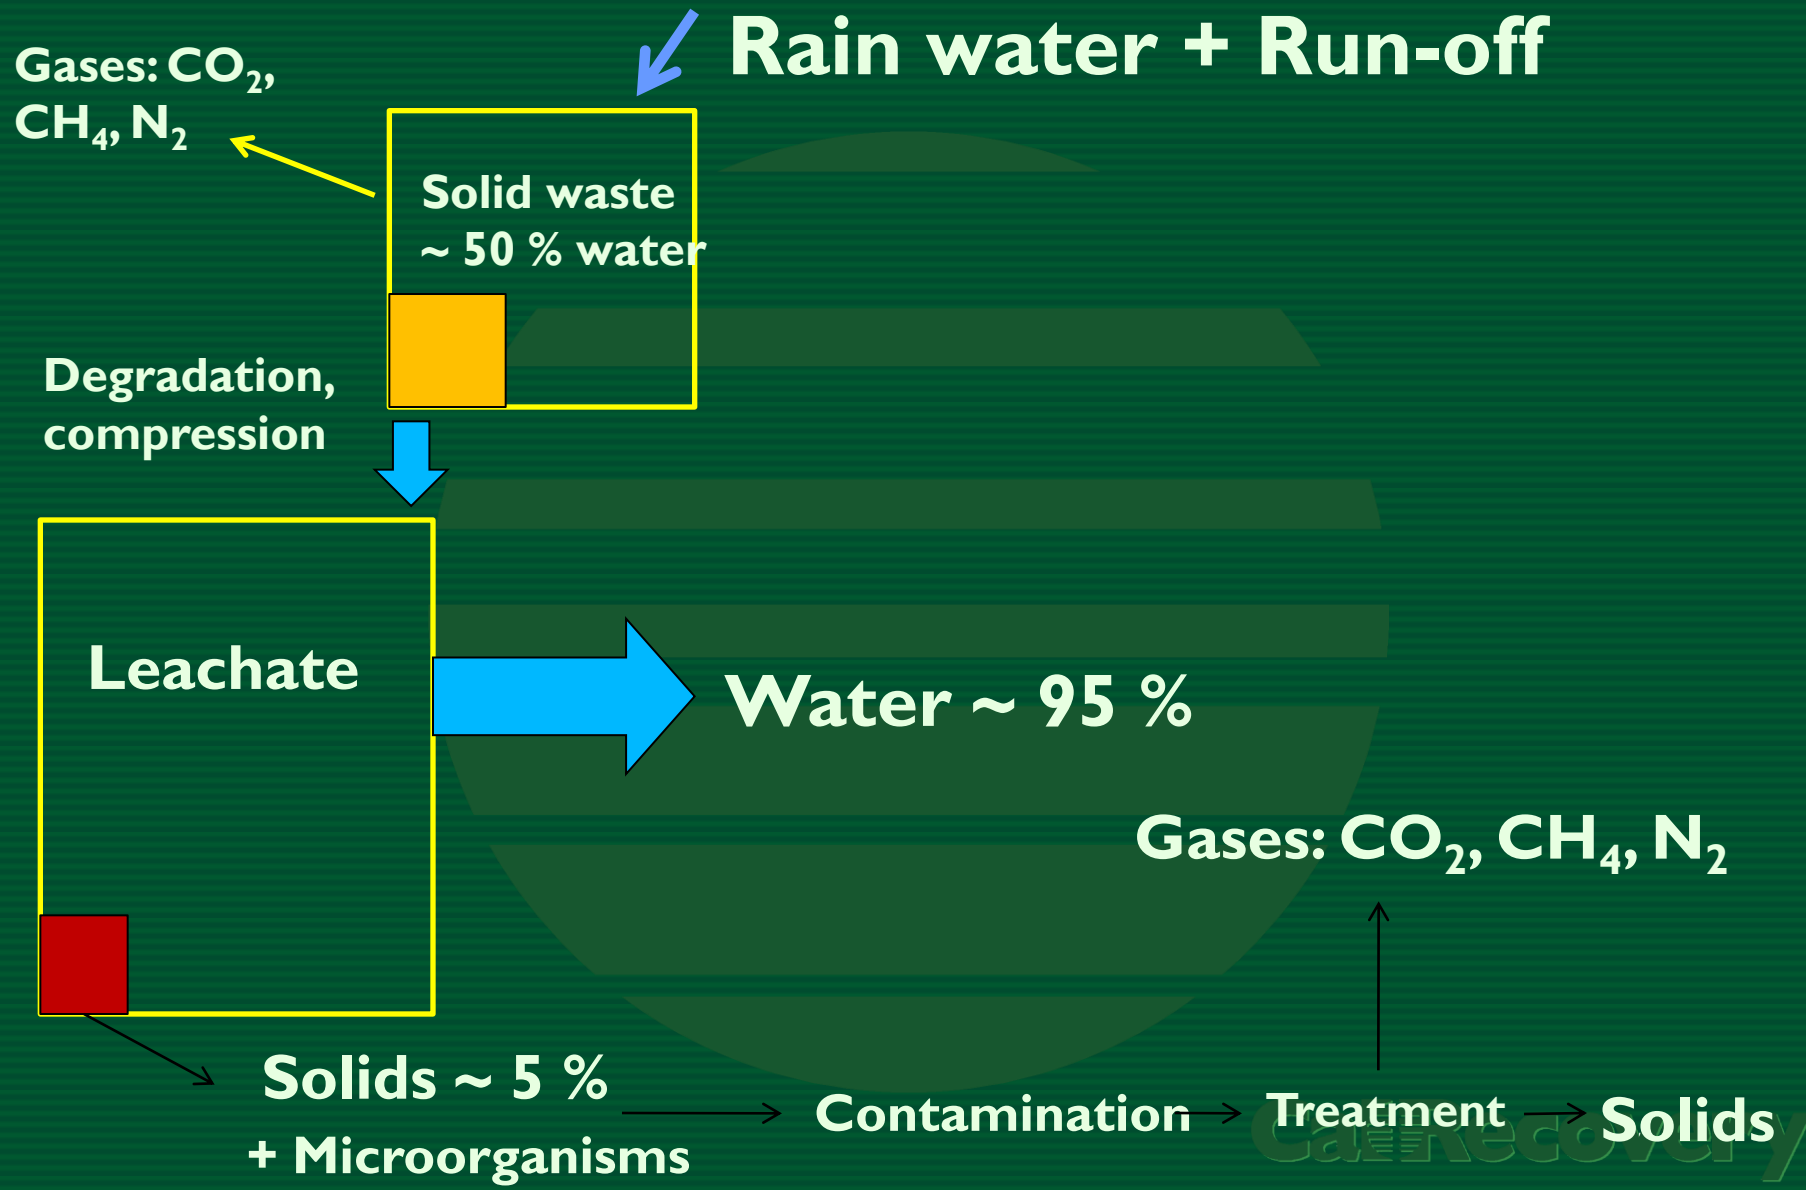 Rain water + Run-off
Gases: CO₂,
CH₄, N₂
Solid waste
~ 50 % water
Degradation,
compression
Leachate
Water ~ 95 %
Gases: CO₂, CH₄, N₂
Solids ~ 5 %
+ Microorganisms
Contamination
Treatment
Solids
CalRecovery